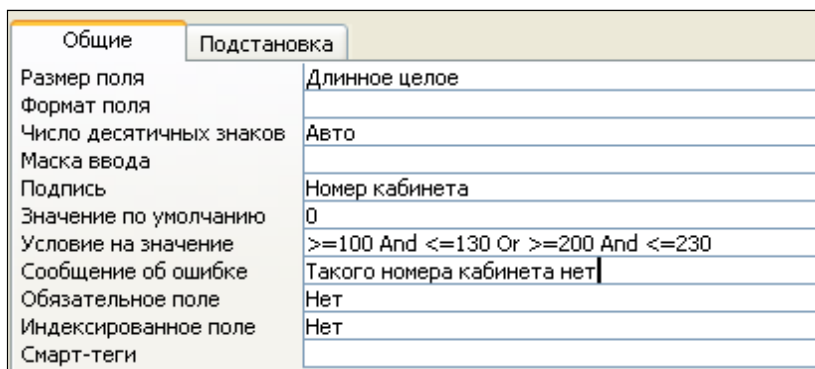 Общие Подстановка
Размер поля Длинное целое
Формат поля
Число десятичных знаков Авто
Маска ввода
Подпись Номер кабинета
Значение по умолчанию 0
Условие на значение >=100 And <=130 Or >=200 And <=230
Сообщение об ошибке Такого номера кабинета нет
Обязательное поле Нет
Индексированное поле Нет
Смарт-теги